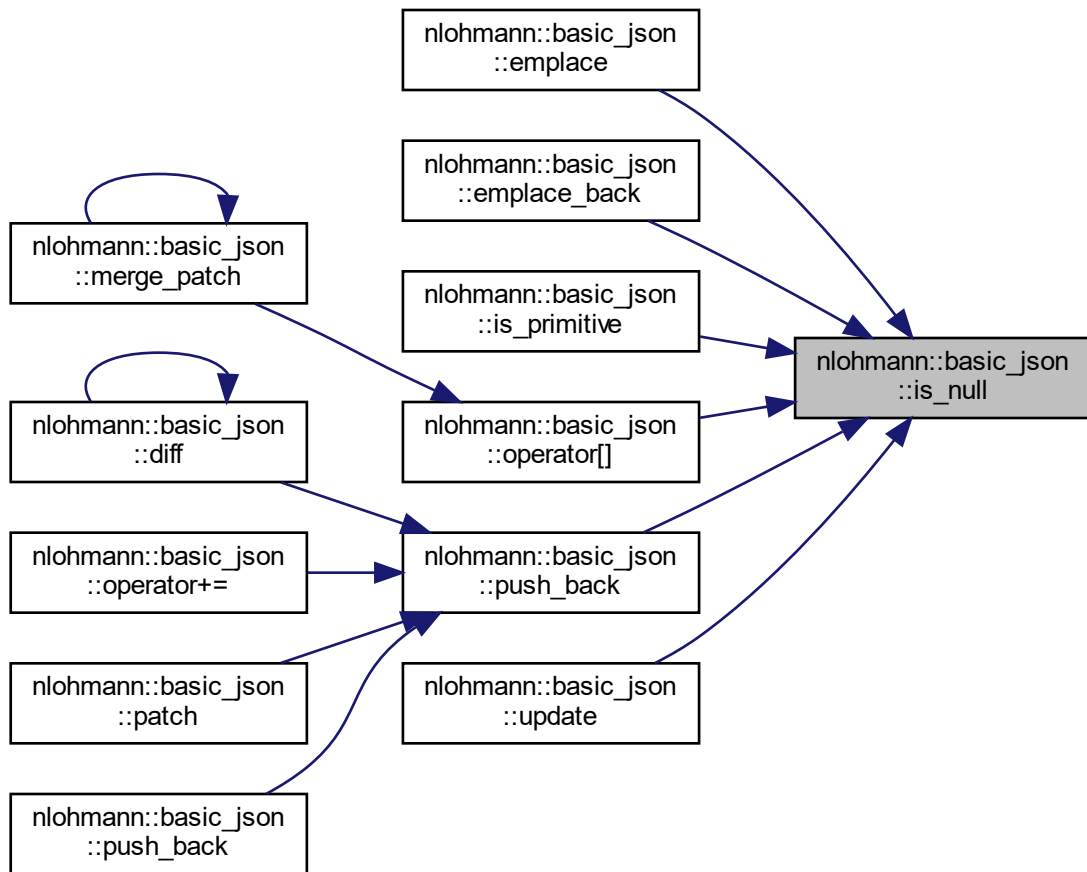 nlohmann::basic_json
::emplace
nlohmann::basic_json
::emplace_back
nlohmann::basic_json
::merge_patch
nlohmann::basic_json
::is_primitive
nlohmann::basic_json
::is_null
nlohmann::basic_json
::diff
nlohmann::basic_json
::operator[]
nlohmann::basic_json
::operator+=
nlohmann::basic_json
::push_back
nlohmann::basic_json
::patch
nlohmann::basic_json
::update
nlohmann::basic_json
::push_back